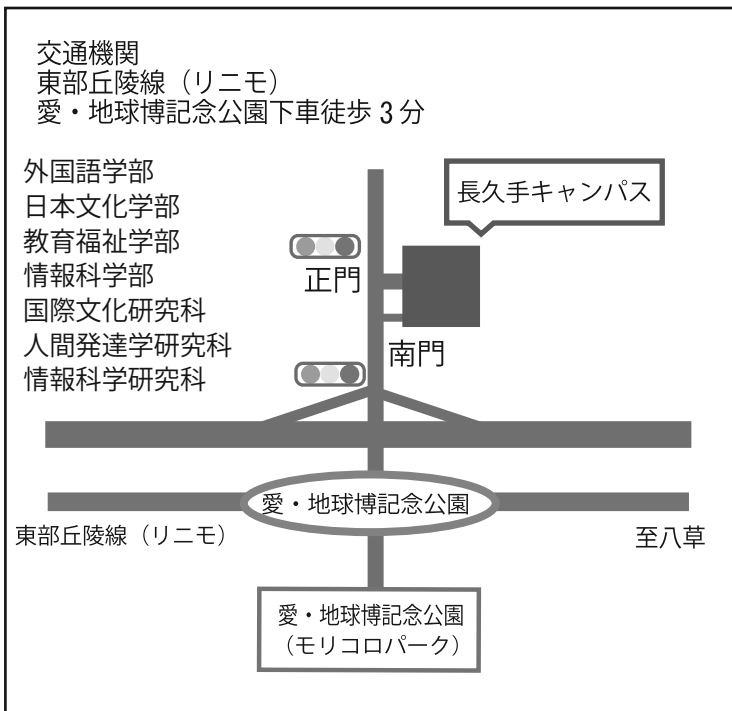 交通機関
東部丘陵線（リニモ）
愛・地球博記念公園下車徒歩 3 分
外国語学部
日本文化学部
教育福祉学部
情報科学部
国際文化研究科
人間発達学研究科
情報科学研究科
長久手キャンパス
正門
南門
愛・地球博記念公園
東部丘陵線（リニモ）
至八草
愛・地球博記念公園
（モリコロパーク）